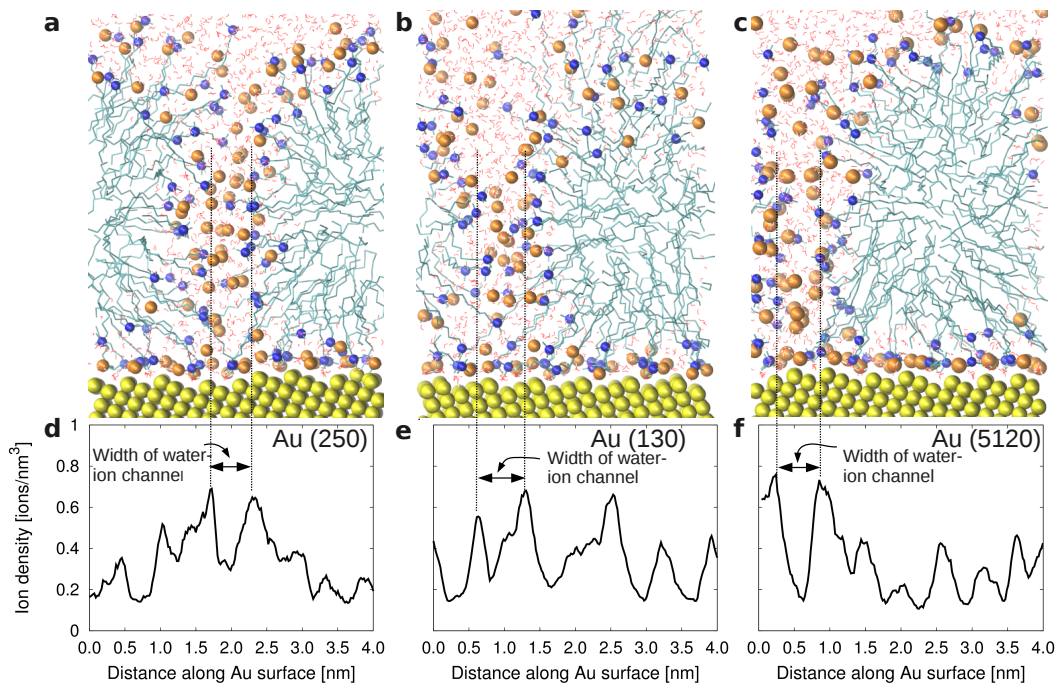 a
b
c
d
Au (250)
Width of water-
ion channel
e
Au (130)
Width of water-
ion channel
f
Au (5120)
Width of water-
ion channel
Ion density [ions/nm³]
1
0.8
0.6
0.4
0.2
0
0.0 0.5 1.0 1.5 2.0 2.5 3.0 3.5 4.0
Distance along Au surface [nm]
0.0 0.5 1.0 1.5 2.0 2.5 3.0 3.5 4.0
Distance along Au surface [nm]
0.0 0.5 1.0 1.5 2.0 2.5 3.0 3.5 4.0
Distance along Au surface [nm]